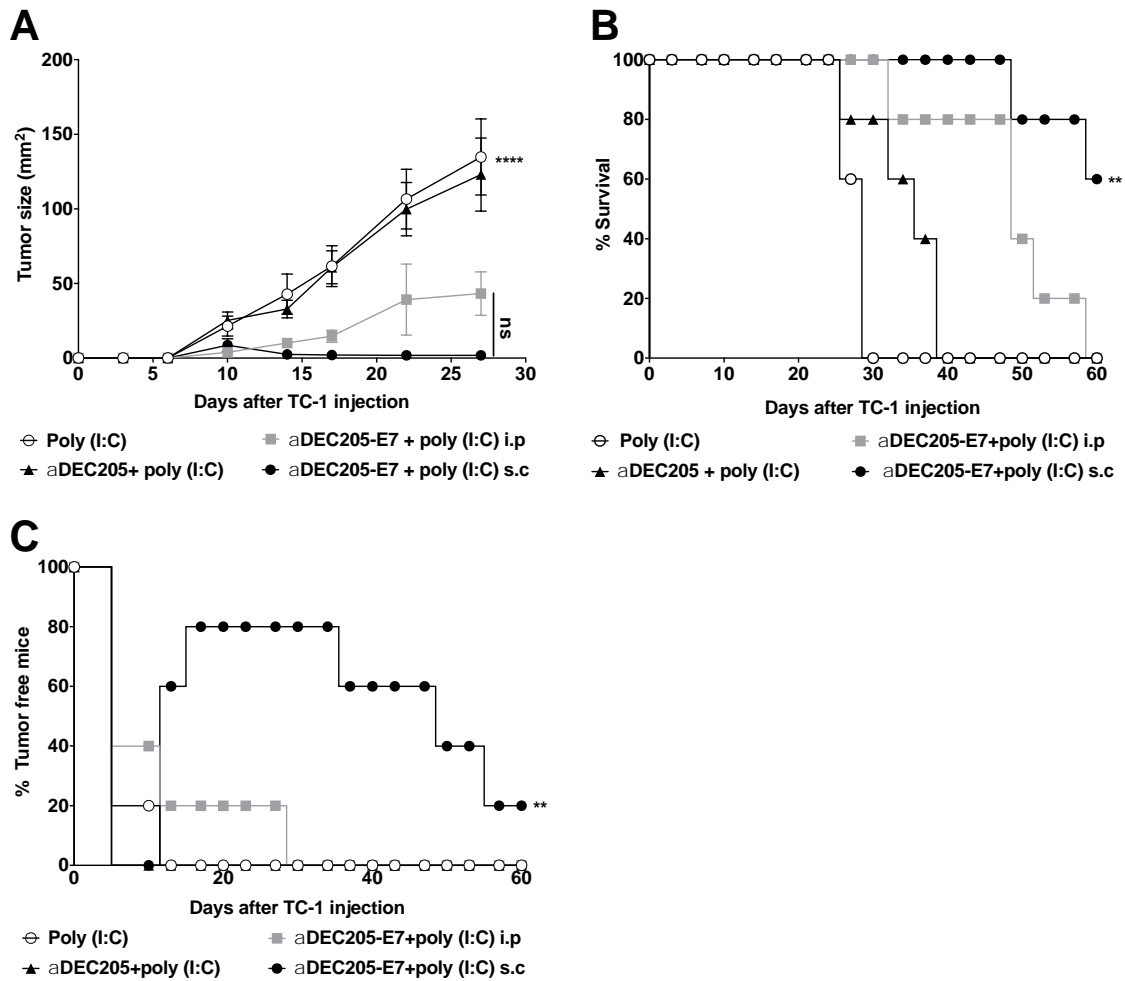 A
200
150
100
50
0
Tumor size (mm2)
****
ns
0 5 10 15 20 25 30
Days after TC-1 injection
Poly (I:C)
aDEC205-E7 + poly (I:C) i.p
aDEC205+ poly (I:C)
aDEC205-E7 + poly (I:C) s.c
B
100
80
60
40
20
0
% Survival
**
0 10 20 30 40 50 60
Days after TC-1 injection
Poly (I:C)
aDEC205-E7+poly (I:C) i.p
aDEC205 + poly (I:C)
aDEC205-E7+poly (I:C) s.c
C
100
80
60
40
20
0
% Tumor free mice
**
0 20 40 60
Days after TC-1 injection
Poly (I:C)
aDEC205-E7+poly (I:C) i.p
aDEC205+poly (I:C)
aDEC205-E7+poly (I:C) s.c